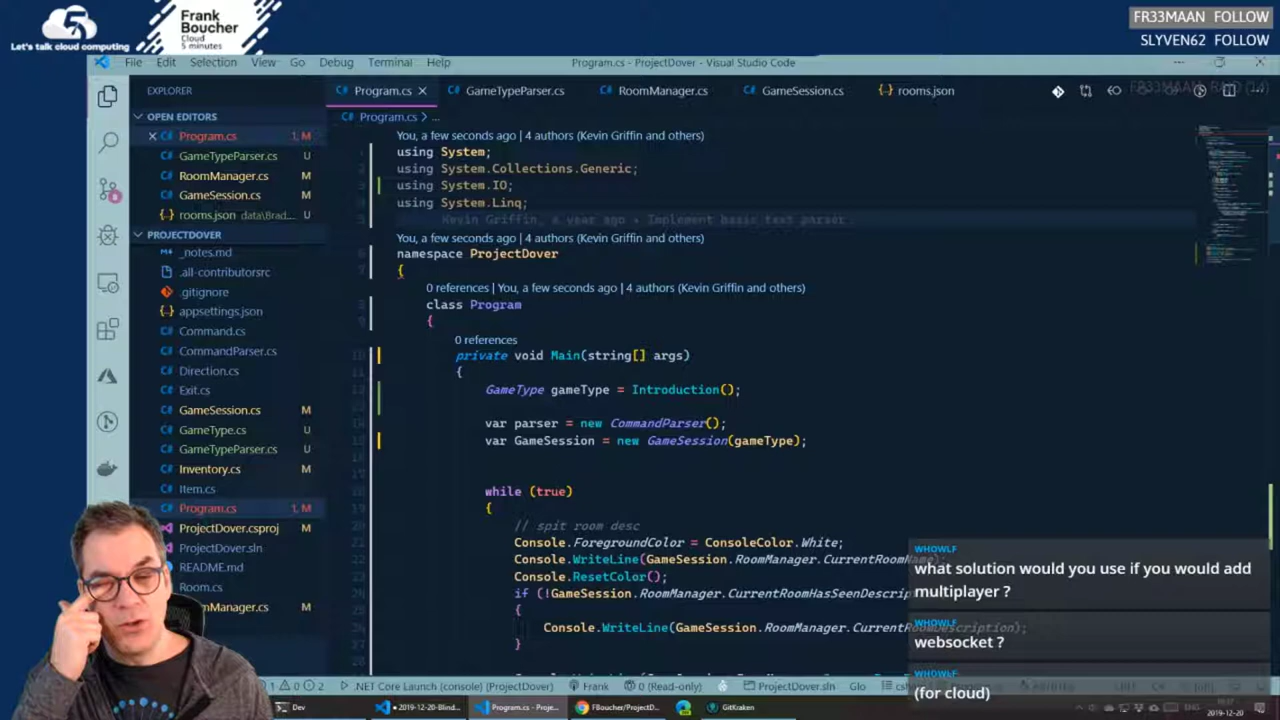 5
Let's talk cloud computing
Frank
Boucher
Cloud
5 minutes
FR33MAAN FOLLOW
SLYVEN62 FOLLOW
File Edit Selection View Go Debug Terminal Help
Program.cs - ProjectDover - Visual Studio Code
EXPLORER
Program.cs
GameTypeParser.cs
RoomManager.cs
GameSession.cs
rooms.json
OPEN EDITORS
Program.cs 1, M
GameTypeParser.cs U
RoomManager.cs M
GameSession.cs M
rooms.json data\Brad... U
PROJECTDOVER
_notes.md
.all-contributorsrc
.gitignore
appsettings.json
Command.cs
CommandParser.cs
Direction.cs
Exit.cs
GameSession.cs M
GameType.cs U
GameTypeParser.cs U
Inventory.cs M
Item.cs
Program.cs 1, M
ProjectDover.csproj M
ProjectDover.sln
README.md
Room.cs
omManager.cs M
Program.cs > ...
You, a few seconds ago | 4 authors (Kevin Griffin and others)
using System;
using System.Collections.Generic;
using System.IO;
using System.Linq;
Kevin Griffin, a year ago • Implement basic text parser
You, a few seconds ago | 4 authors (Kevin Griffin and others)
namespace ProjectDover
{
0 references | You, a few seconds ago | 4 authors (Kevin Griffin and others)
class Program
{
0 references
private void Main(string[] args)
{
GameType gameType = Introduction();
var parser = new CommandParser();
var GameSession = new GameSession(gameType);
while (true)
{
// spit room desc
Console.ForegroundColor = ConsoleColor.White;
Console.WriteLine(GameSession.RoomManager.CurrentRoomName);
Console.ResetColor();
if (!GameSession.RoomManager.CurrentRoomHasSeenDescrip
{
Console.WriteLine(GameSession.RoomManager.CurrentRoomDescription);
}
WHOWLF
what solution would you use if you would add
multiplayer ?
WHOWLF
websocket ?
WHOWLF
(for cloud)
1 0 2 .NET Core Launch (console) (ProjectDover) Frank 0 (Read-only) ProjectDover.sln Glo
Dev
2019-12-20-Blind...
Program.cs - Proje...
FBoucher/ProjectD...
GitKraken
2019-12-20